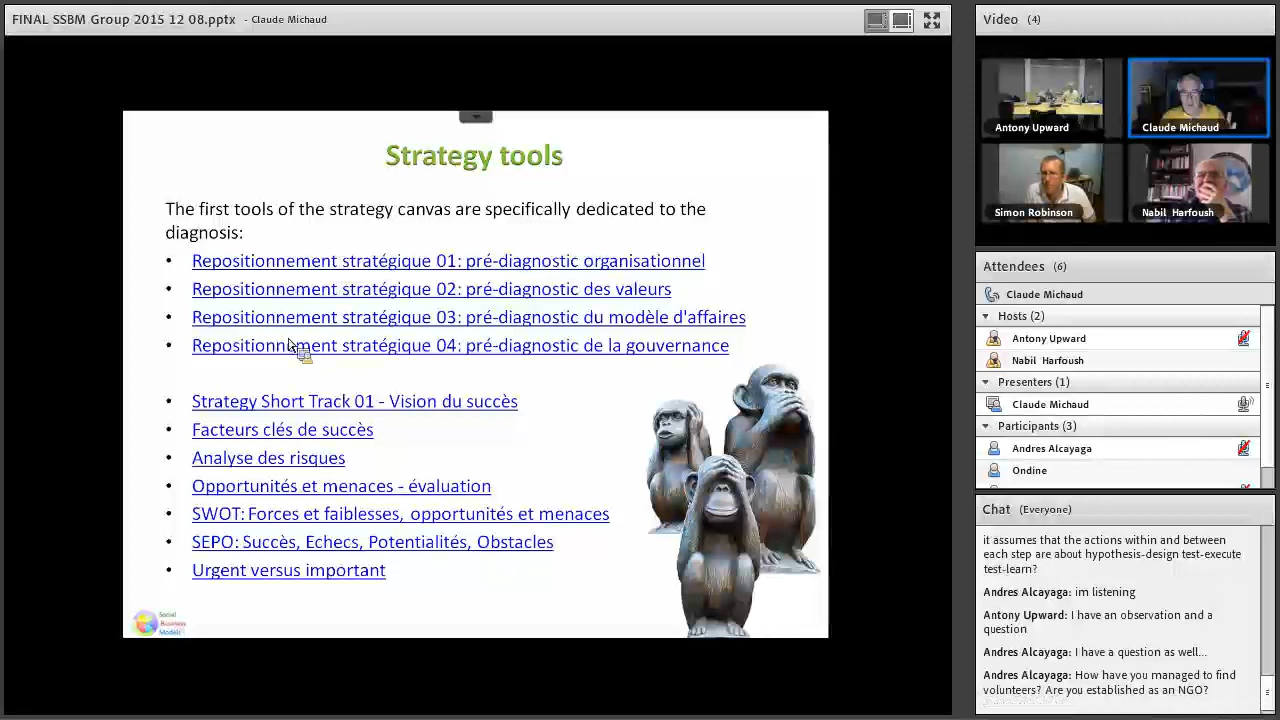 FINAL SSBM Group 2015 12 08.pptx - Claude Michaud
Strategy tools
The first tools of the strategy canvas are specifically dedicated to the
diagnosis:
• Repositionnement stratégique 01: pré-diagnostic organisationnel
• Repositionnement stratégique 02: pré-diagnostic des valeurs
• Repositionnement stratégique 03: pré-diagnostic du modèle d'affaires
• Repositionnement stratégique 04: pré-diagnostic de la gouvernance
• Strategy Short Track 01 - Vision du succès
• Facteurs clés de succès
• Analyse des risques
• Opportunités et menaces - évaluation
• SWOT: Forces et faiblesses, opportunités et menaces
• SEPO: Succès, Echecs, Potentialités, Obstacles
• Urgent versus important
Social
Business
Models
Video (4)
Antony Upward
Claude Michaud
Simon Robinson
Nabil Harfoush
Attendees (6)
Claude Michaud
Hosts (2)
Antony Upward
Nabil Harfoush
Presenters (1)
Claude Michaud
Participants (3)
Andres Alcayaga
Ondine
Chat (Everyone)
it assumes that the actions within and between
each step are about hypothesis-design test-execute
test-learn?
Andres Alcayaga: im listening
Antony Upward: I have an observation and a
question
Andres Alcayaga: I have a question as well...
Andres Alcayaga: How have you managed to find
volunteers? Are you established as an NGO?